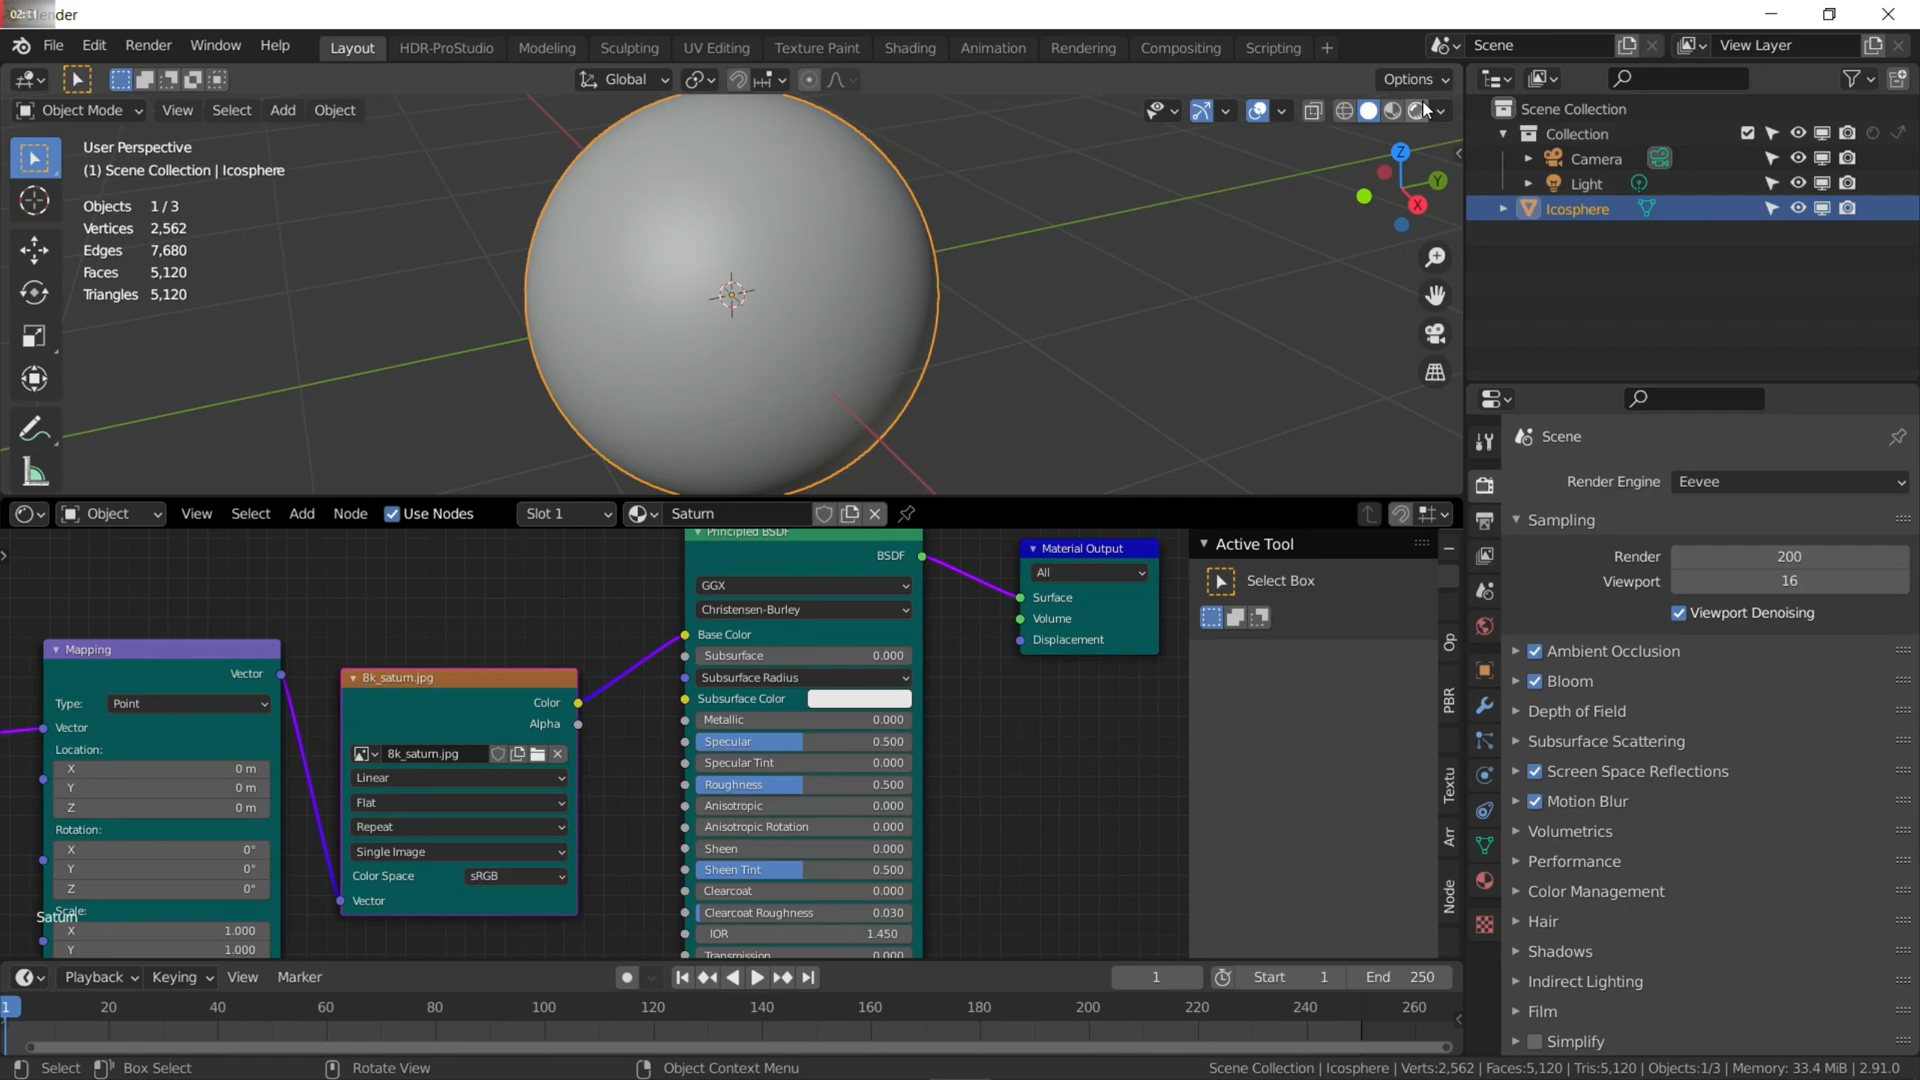 02:11 Blender
File Edit Render Window Help Layout HDR-ProStudio Modeling Sculpting UV Editing Texture Paint Shading Animation Rendering Compositing Scripting + Scene View Layer
Global Options
Object Mode View Select Add Object
User Perspective
(1) Scene Collection | Icosphere
Objects 1/3
Vertices 2,562
Edges 7,680
Faces 5,120
Triangles 5,120
Z
Y
X
Scene Collection
Collection
Camera
Light
Icosphere
Scene
Render Engine Eevee
Sampling
Render 200
Viewport 16
Viewport Denoising
Ambient Occlusion
Bloom
Depth of Field
Subsurface Scattering
Screen Space Reflections
Motion Blur
Volumetrics
Performance
Color Management
Hair
Shadows
Indirect Lighting
Film
Simplify
Object View Select Add Node Use Nodes Slot 1 Saturn
Mapping
Vector
Type: Point
Vector
Location:
X 0 m
Y 0 m
Z 0 m
Rotation:
X 0°
Y 0°
Z 0°
Scale:
Saturn
X 1.000
Y 1.000
8k_saturn.jpg
Color
Alpha
8k_saturn.jpg
Linear
Flat
Repeat
Single Image
Color Space sRGB
Vector
Principled BSDF
BSDF
GGX
Christensen-Burley
Base Color
Subsurface 0.000
Subsurface Radius
Subsurface Color
Metallic 0.000
Specular 0.500
Specular Tint 0.000
Roughness 0.500
Anisotropic 0.000
Anisotropic Rotation 0.000
Sheen 0.000
Sheen Tint 0.500
Clearcoat 0.000
Clearcoat Roughness 0.030
IOR 1.450
Transmission 0.000
Material Output
All
Surface
Volume
Displacement
Active Tool
Select Box
Op
PBR
Textu
Arr
Node
Playback Keying View Marker 1 Start 1 End 250
1 20 40 60 80 100 120 140 160 180 200 220 240 260
Select Box Select Rotate View Object Context Menu Scene Collection | Icosphere | Verts:2,562 | Faces:5,120 | Tris:5,120 | Objects:1/3 | Memory: 33.4 MiB | 2.91.0